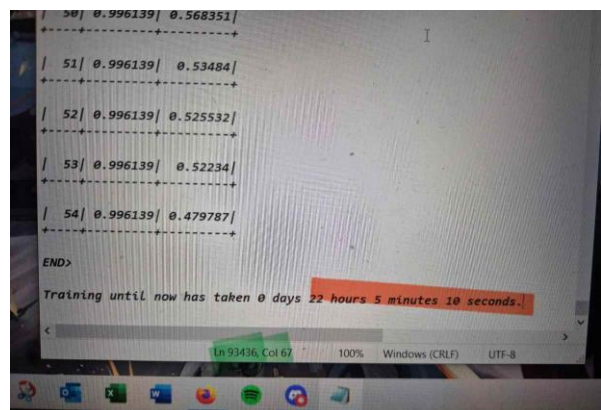 | 50| 0.996139| 0.568351|
+----+--------+--------+
| 51| 0.996139| 0.53484|
+----+--------+--------+
| 52| 0.996139| 0.525532|
+----+--------+--------+
| 53| 0.996139| 0.52234|
+----+--------+--------+
| 54| 0.996139| 0.479787|
+----+--------+--------+
END>
Training until now has taken 0 days 22 hours 5 minutes 10 seconds.
Ln 93436, Col 67 100% Windows (CRLF) UTF-8